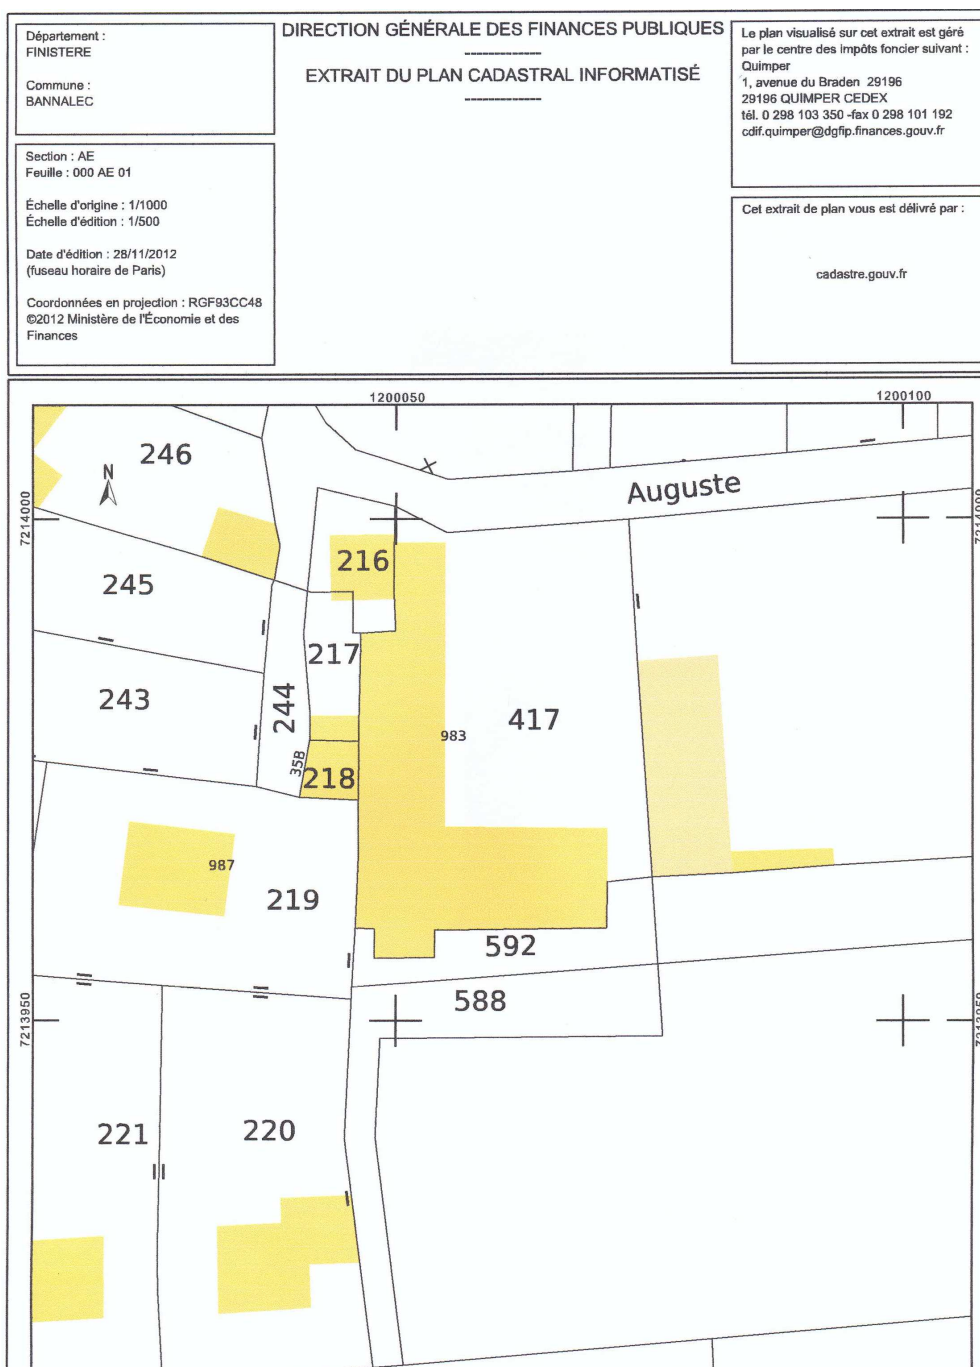 Département :
FINISTERE
Commune :
BANNALEC
Section : AE
Feuille : 000 AE 01
Échelle d'origine : 1/1000
Échelle d'édition : 1/500
Date d'édition : 28/11/2012
(fuseau horaire de Paris)
Coordonnées en projection : RGF93CC48
©2012 Ministère de l'Économie et des
Finances
DIRECTION GÉNÉRALE DES FINANCES PUBLIQUES
-------------
EXTRAIT DU PLAN CADASTRAL INFORMATISÉ
-------------
Le plan visualisé sur cet extrait est géré
par le centre des impôts foncier suivant :
Quimper
1, avenue du Braden 29196
29196 QUIMPER CEDEX
tél. 0 298 103 350 -fax 0 298 101 192
cdif.quimper@dgfip.finances.gouv.fr
Cet extrait de plan vous est délivré par :
cadastre.gouv.fr
1200050
1200100
246
N
Auguste
7214000
7214000
216
245
217
243
244
417
983
35B
218
987
219
592
588
7213950
7213950
221
220